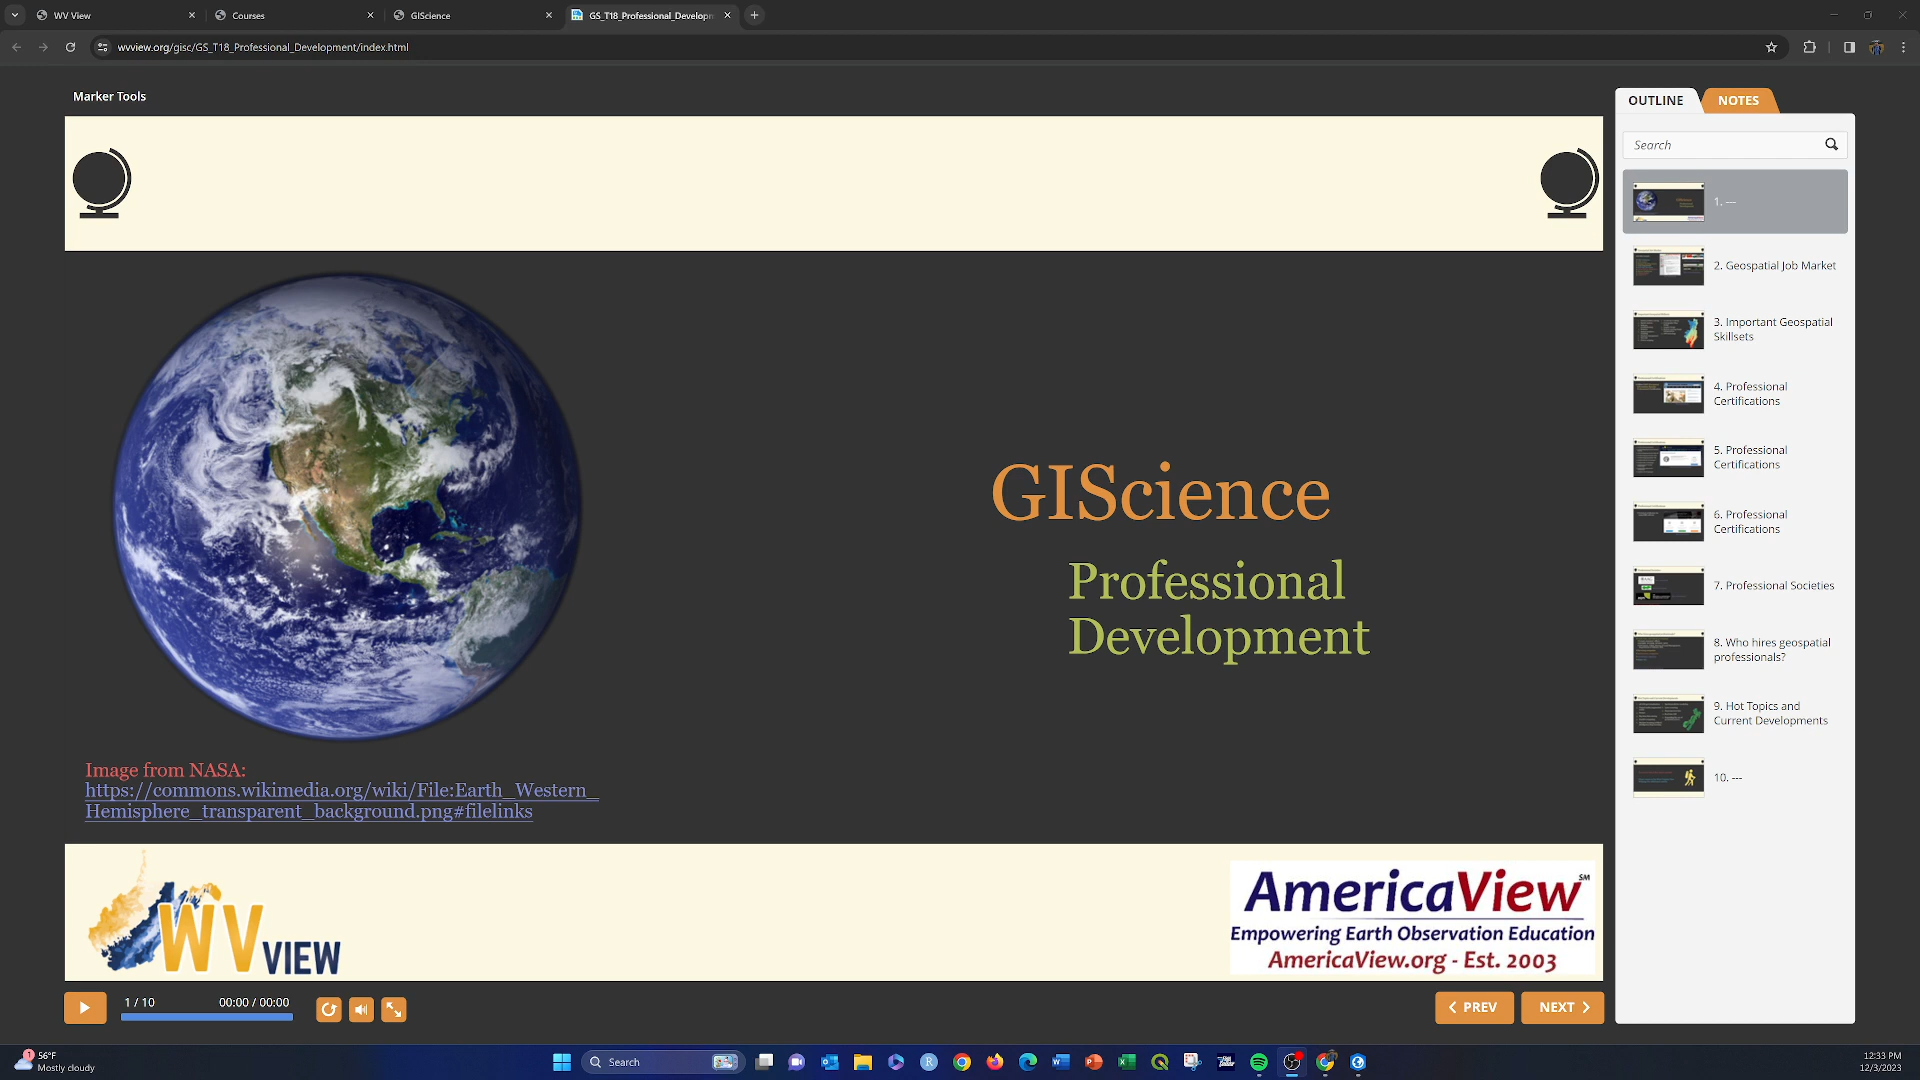 WV View
Courses
GIScience
GS_T18_Professional_Developm
wvview.org/gisc/GS_T18_Professional_Development/index.html
Marker Tools
OUTLINE
NOTES
Search
1. ---
2. Geospatial Job Market
3. Important Geospatial
Skillsets
4. Professional
Certifications
5. Professional
Certifications
6. Professional
Certifications
7. Professional Societies
8. Who hires geospatial
professionals?
9. Hot Topics and
Current Developments
10. ---
GIScience
Professional
Development
Image from NASA:
https://commons.wikimedia.org/wiki/File:Earth_Western_
Hemisphere_transparent_background.png#filelinks
WV VIEW
AmericaView SM
Empowering Earth Observation Education
AmericaView.org - Est. 2003
1 / 10
00:00 / 00:00
PREV
NEXT
1
56°F
Mostly cloudy
Search
12:33 PM
12/3/2023